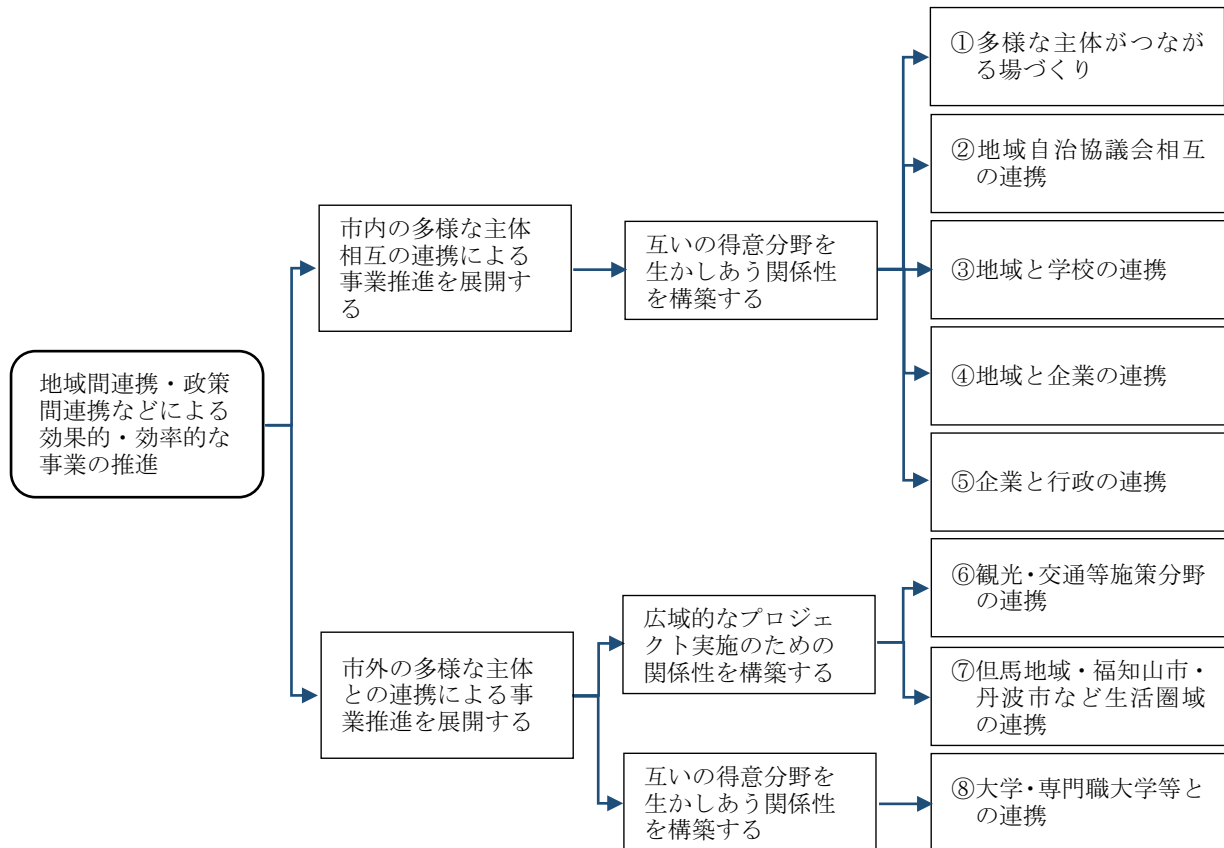 地域間連携・政策
間連携などによる
効果的・効率的な
事業の推進
市内の多様な主体
相互の連携による
事業推進を展開す
る
互いの得意分野を
生かしあう関係性
を構築する
①多様な主体がつなが
る場づくり
②地域自治協議会相互
の連携
③地域と学校の連携
④地域と企業の連携
⑤企業と行政の連携
市外の多様な主体
との連携による事
業推進を展開する
広域的なプロジェ
クト実施のための
関係性を構築する
⑥観光・交通等施策分野
の連携
⑦但馬地域・福知山市・
丹波市など生活圏域
の連携
互いの得意分野を
生かしあう関係性
を構築する
⑧大学・専門職大学等と
の連携